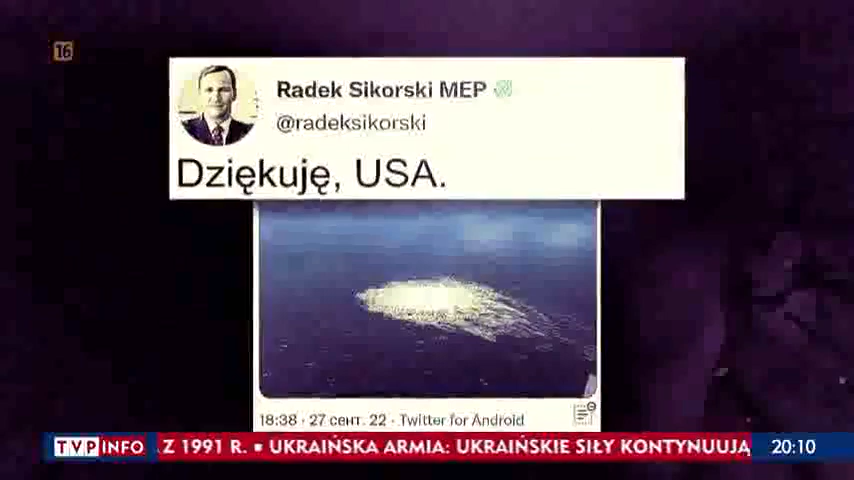 16
Radek Sikorski MEP
@radeksikorski
Dziękuję, USA.
18:38 · 27 сент. 22 · Twitter for Android
TVP INFO Z 1991 R. ▪ UKRAIŃSKA ARMIA: UKRAIŃSKIE SIŁY KONTYNUUJĄ 20:10